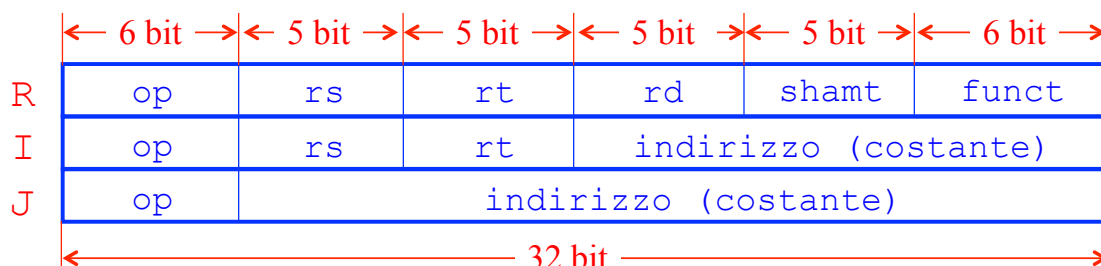 6 bit 5 bit 5 bit 5 bit 5 bit 6 bit
R op rs rt rd shamt funct
I op rs rt indirizzo (costante)
J op indirizzo (costante)
32 bit